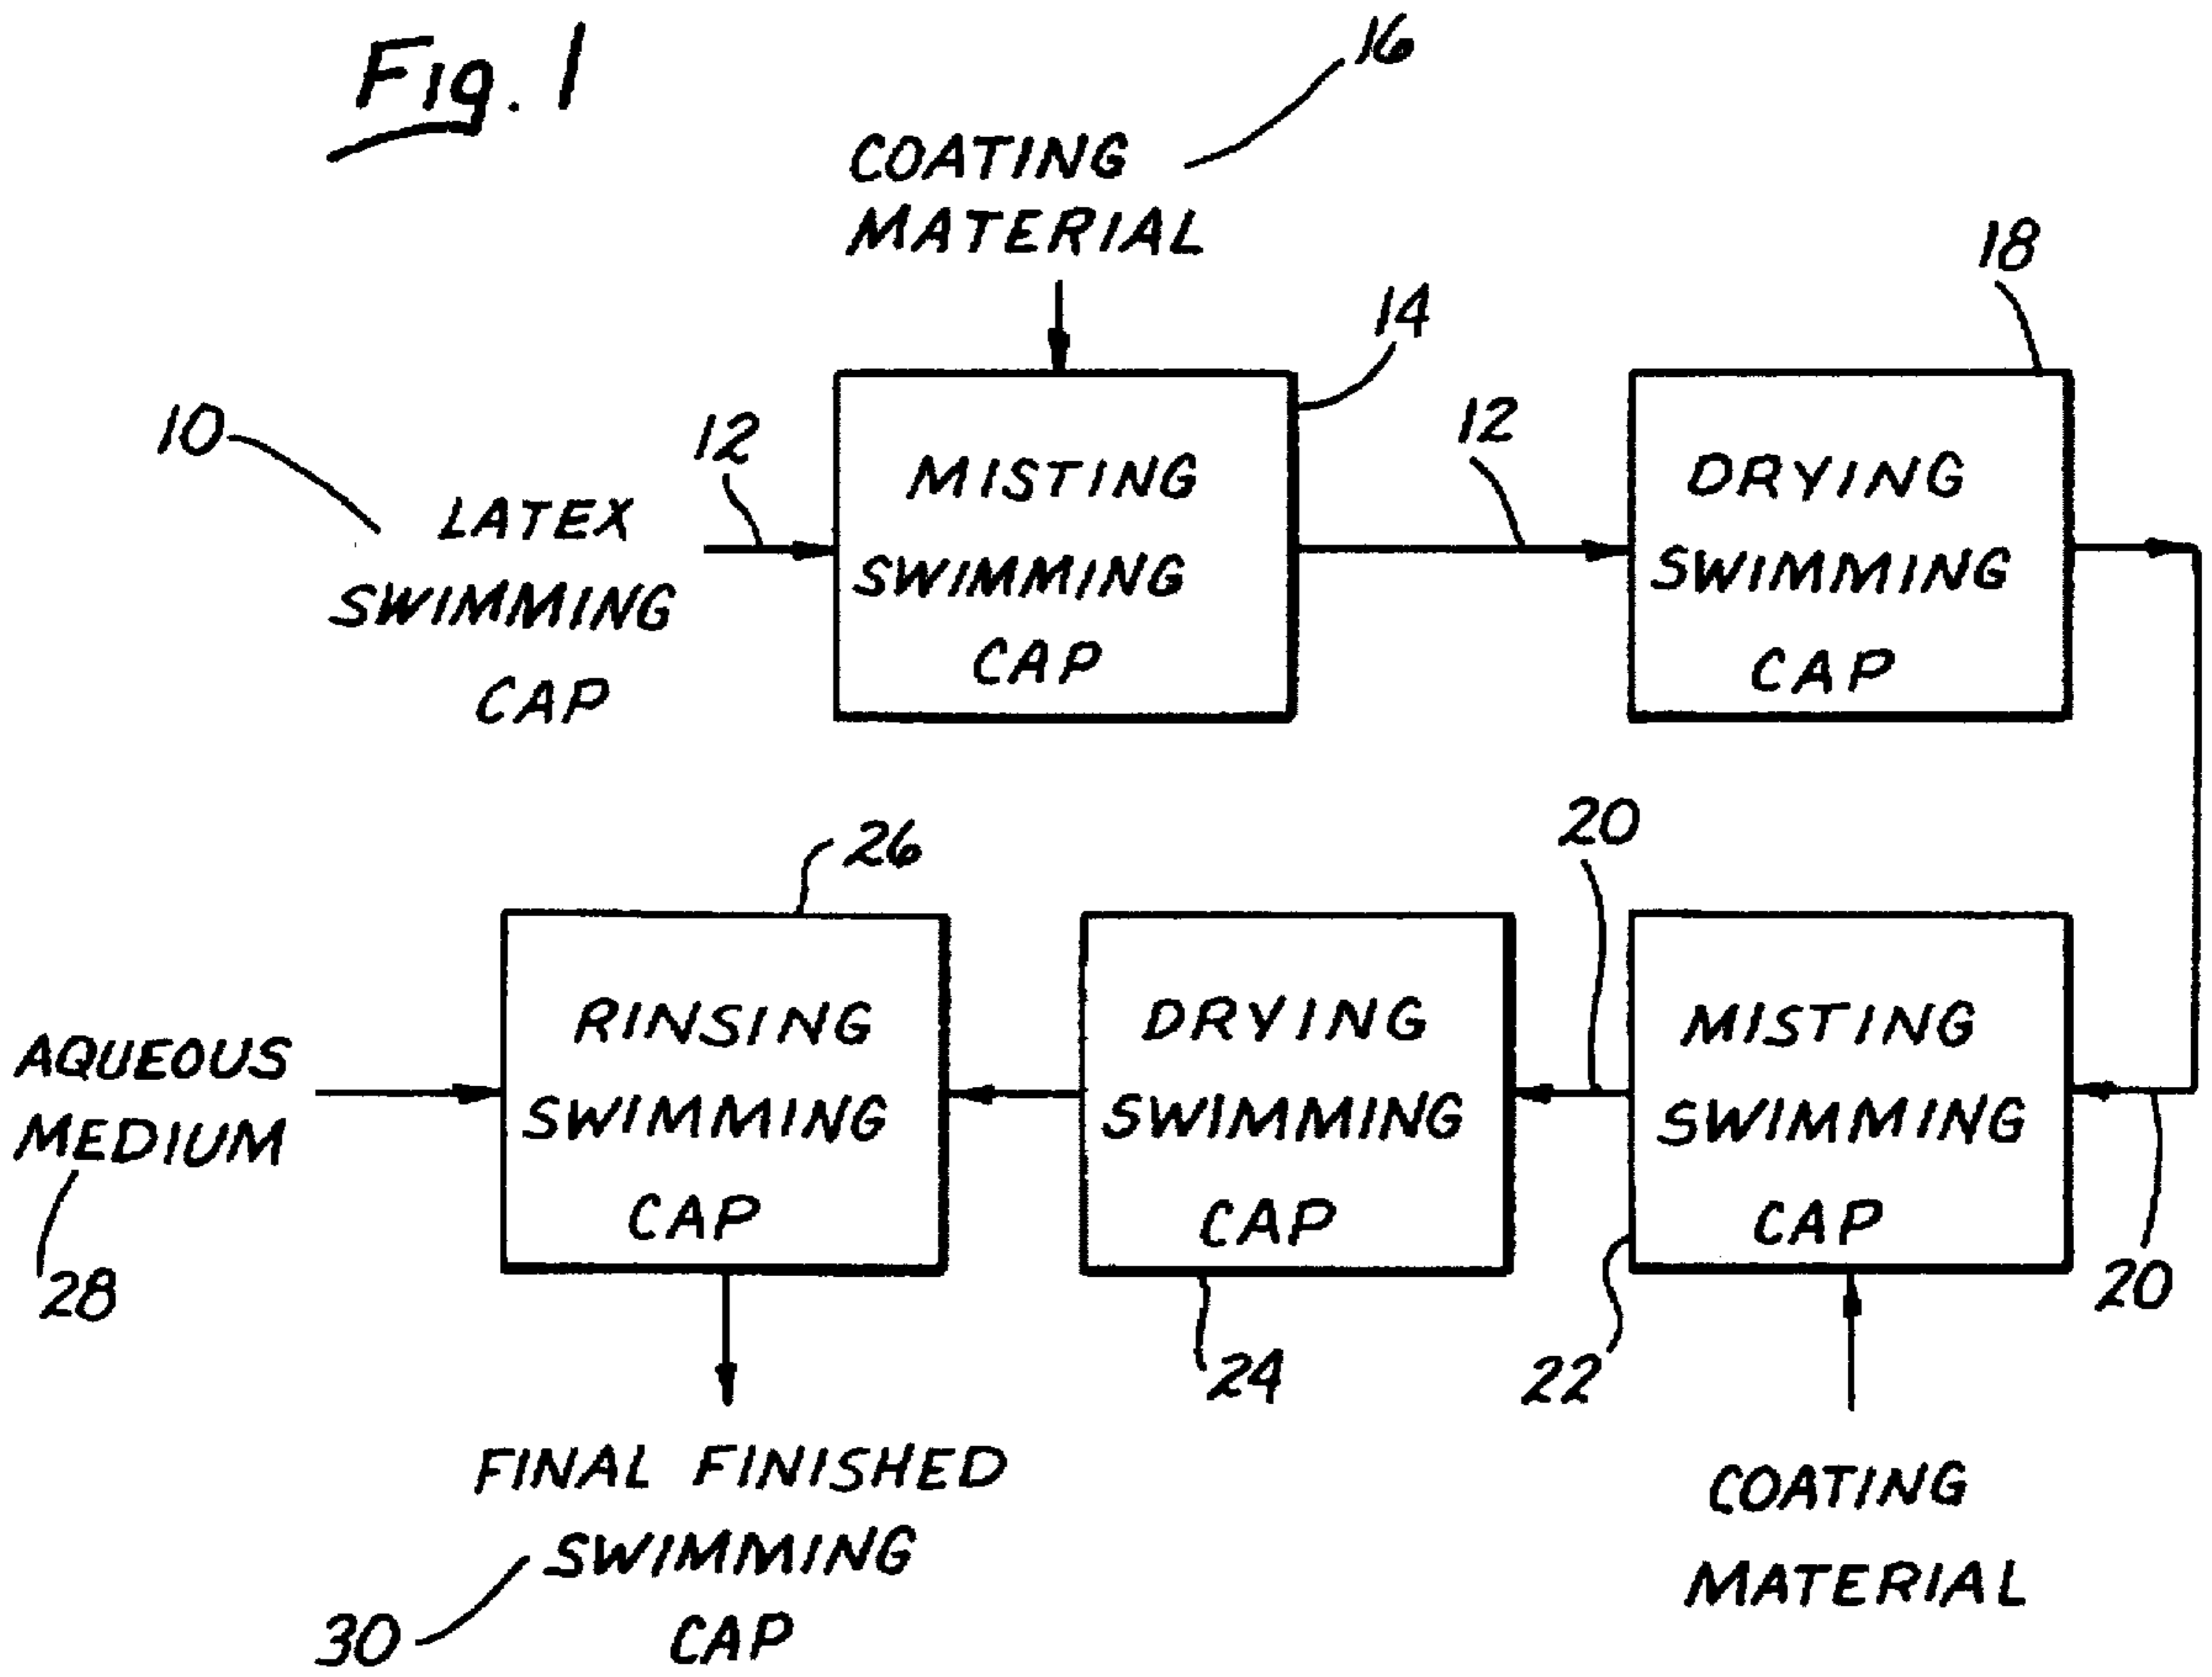 Fig. 1
16
COATING
MATERIAL
18
14
10
12
12
LATEX
SWIMMING
CAP
MISTING
SWIMMING
CAP
DRYING
SWIMMING
CAP
26
20
AQUEOUS
MEDIUM
28
RINSING
SWIMMING
CAP
DRYING
SWIMMING
CAP
MISTING
SWIMMING
CAP
20
24
22
FINAL FINISHED
SWIMMING
CAP
30
COATING
MATERIAL